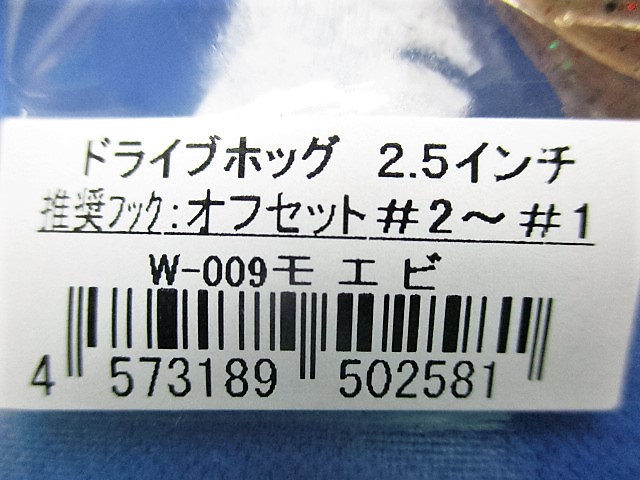 ドライブホッグ 2.5インチ
推奨フック:オフセット#2～#1
W-009モエビ
4 573189 502581